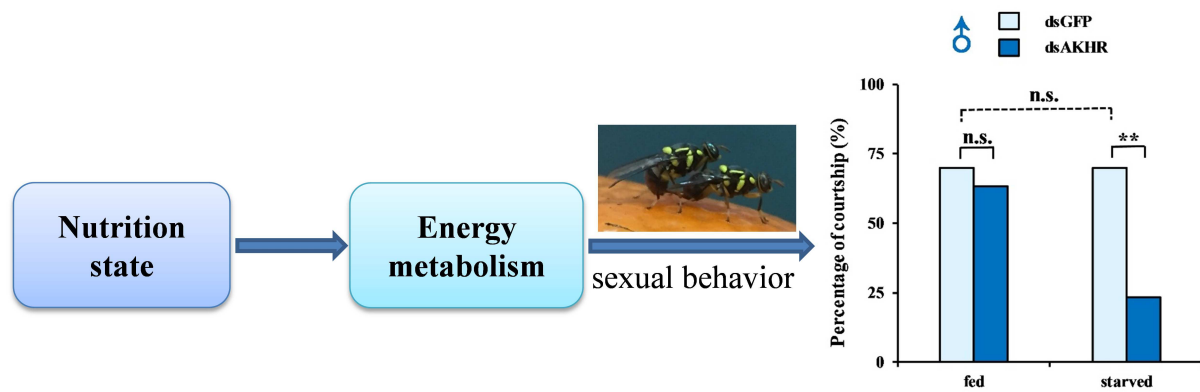 Nutrition
state
Energy
metabolism
sexual behavior
dsGFP
dsAKHR
Percentage of courtship (%)
100
75
50
25
0
n.s.
n.s.
**
fed
starved